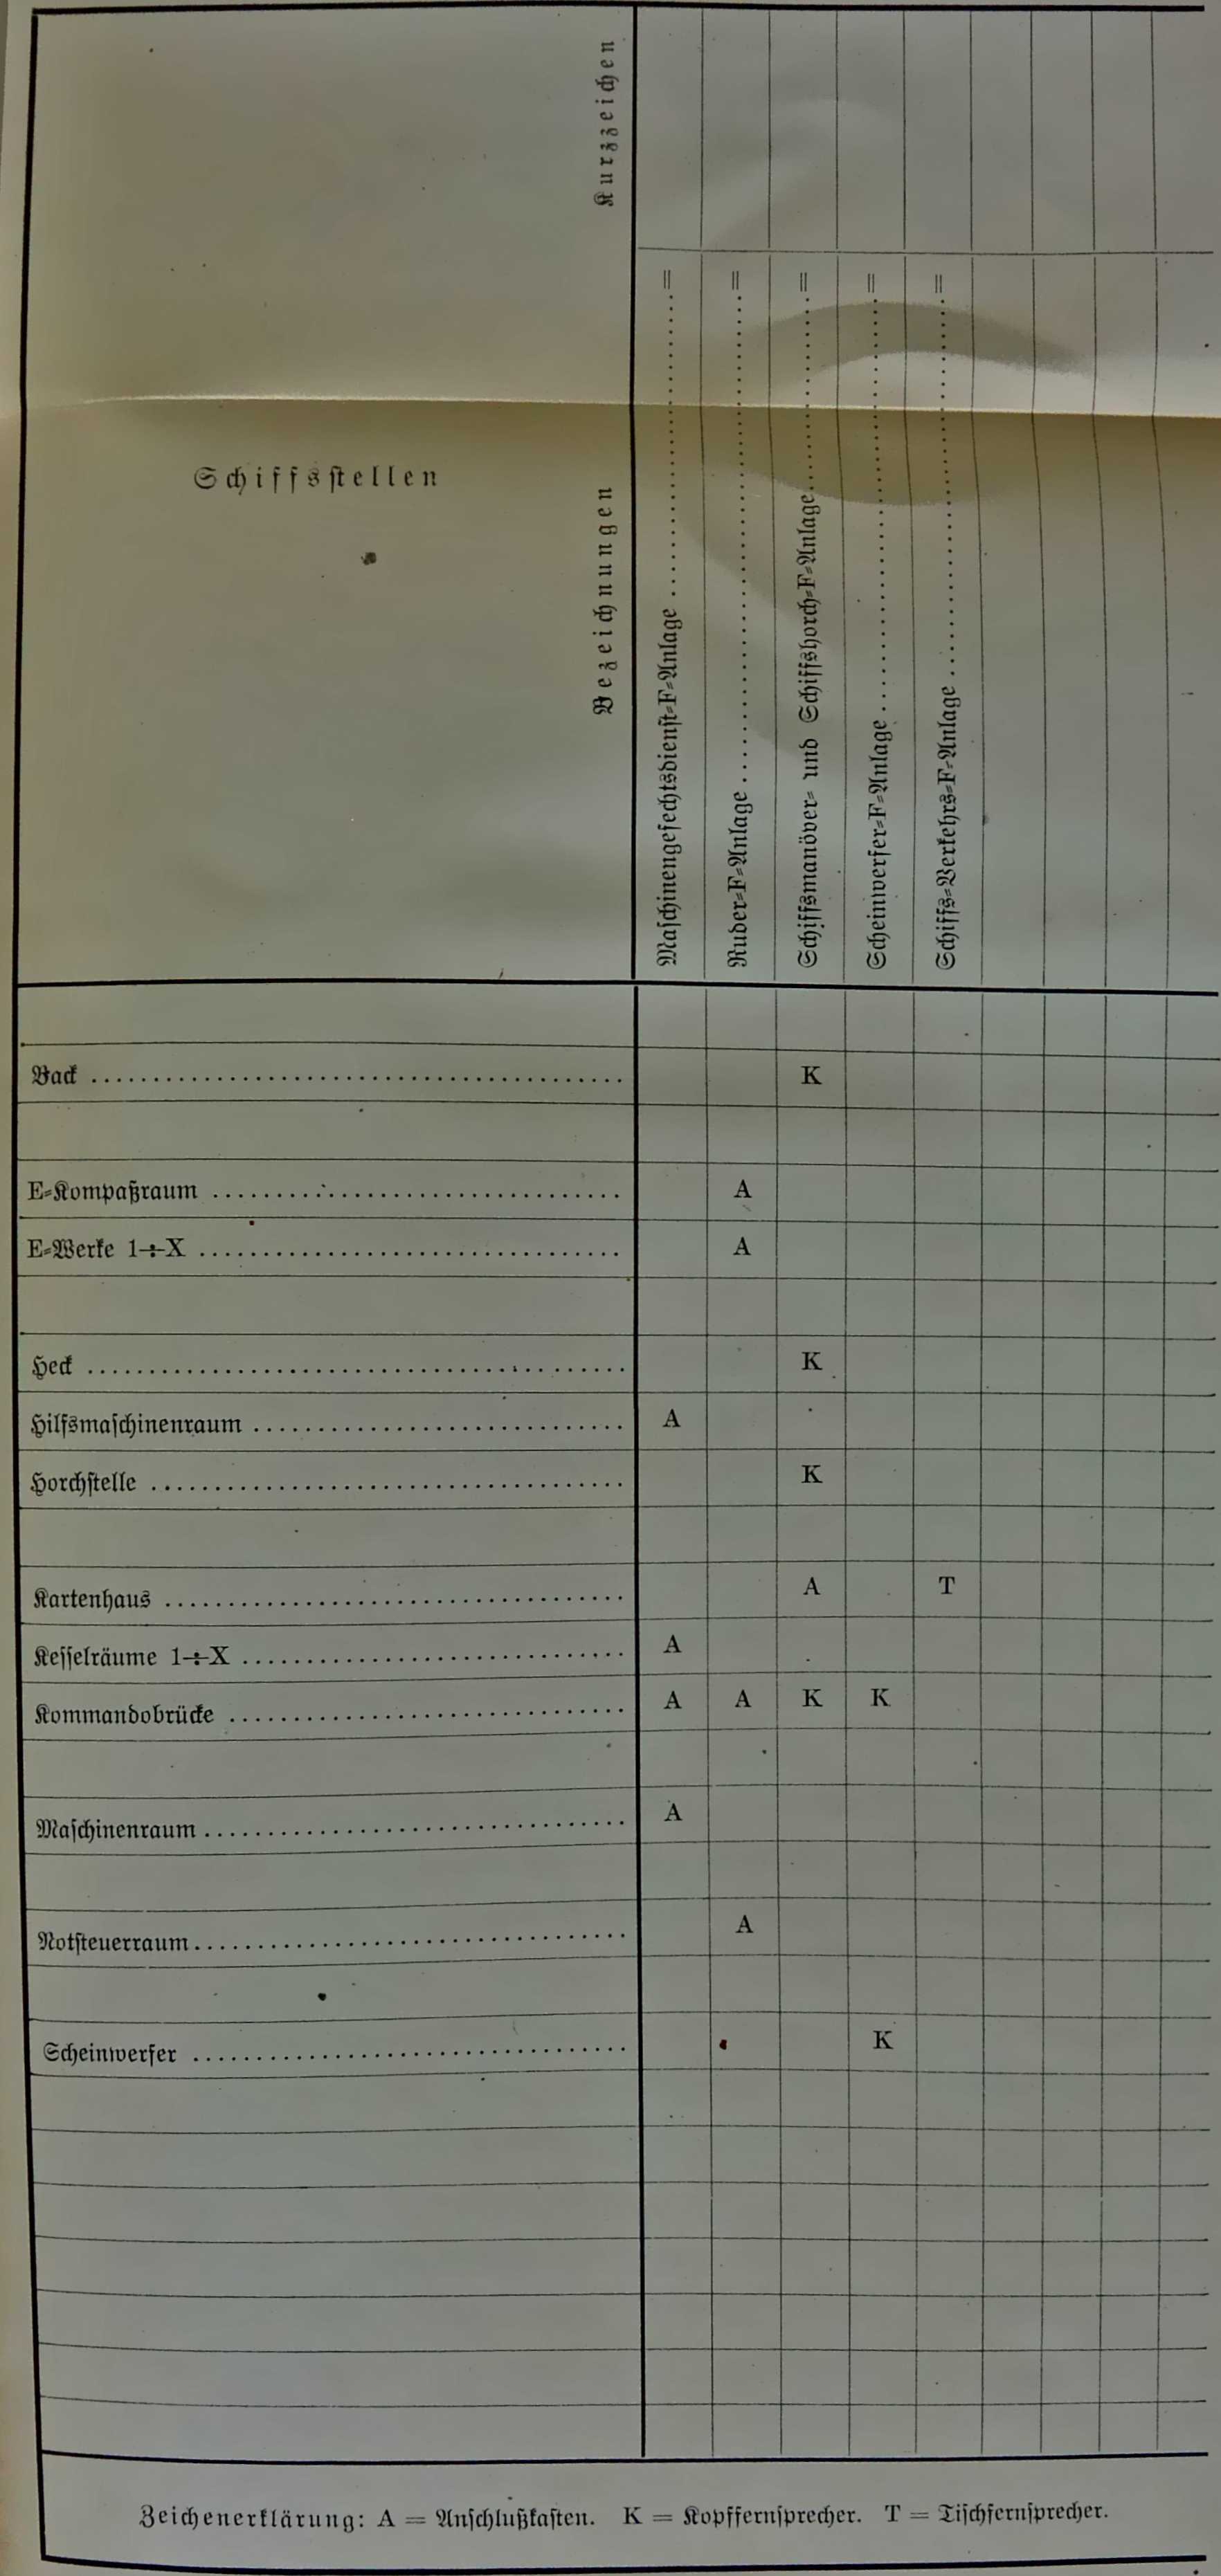 Kurzzeichen
Schiffsstellen
Bezeichnungen
Maschinengefechtsdienst-F-Anlage ........................ =
Ruder-F-Anlage ........................................ =
Schiffsmanöver- und Schiffshorch-F-Anlage................ =
Scheinwerfer-F-Anlage .................................. =
Schiffs-Verkehrs-F-Anlage ............................... =
Back ........................................... K
E-Kompaßraum ................................. A
E-Werke 1÷X .................................. A
Heck ........................................... K
Hilfsmaschinenraum .............................. A
Horchstelle ...................................... K
Kartenhaus ..................................... A T
Kesselräume 1÷X ............................... A
Kommandobrücke ................................ A A K K
Maschinenraum .................................. A
Notsteuerraum ................................... A
Scheinwerfer .................................... K
Zeichenerklärung: A = Anschlußkasten. K = Kopffernsprecher. T = Tischfernsprecher.